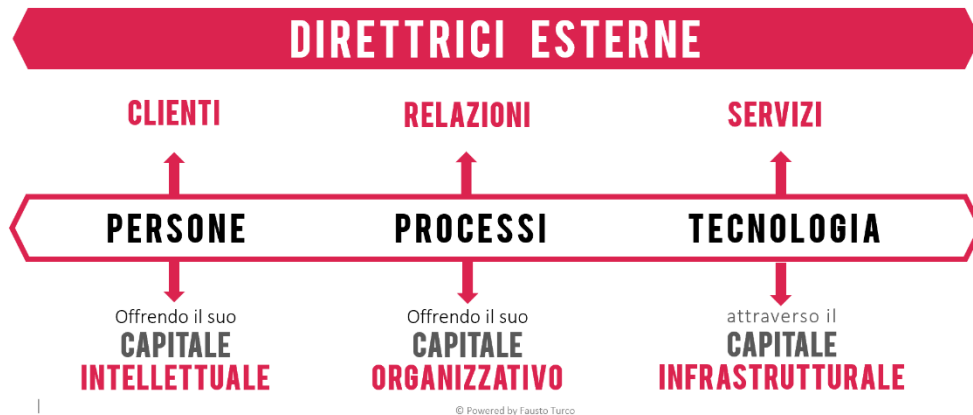 DIRETTRICI ESTERNE
CLIENTI RELAZIONI SERVIZI
PERSONE PROCESSI TECNOLOGIA
Offrendo il suo Offrendo il suo attraverso il
CAPITALE CAPITALE CAPITALE
INTELLETTUALE ORGANIZZATIVO INFRASTRUTTURALE
© Powered by Fausto Turco